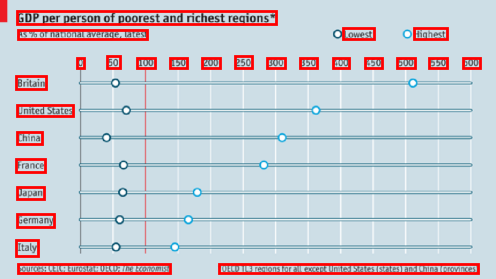 GDP per person of poorest and richest regions*
As % of national average, latest
Lowest Highest
0 50 100 150 200 250 300 350 400 450 500 550 600
Britain
United States
China
France
Japan
Germany
Italy
Sources: CEIC; Eurostat; OECD; The Economist
OECD TL3 regions for all except United States (states) and China (provinces)